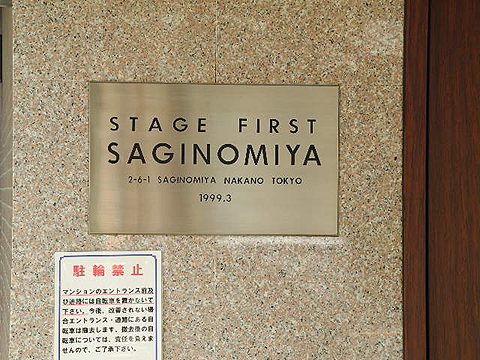 STAGE FIRST
SAGINOMIYA
2-6-1 SAGINOMIYA NAKANO TOKYO
1999.3
駐輪禁止
マンションのエントランス前及
び通路には自転車を置かないで
下さい。今後、改善されない場
合エントランス・通路にある自
転車は撤去します。撤去後の自
転車については、責任を負えま
せんので、ご了承下さい。